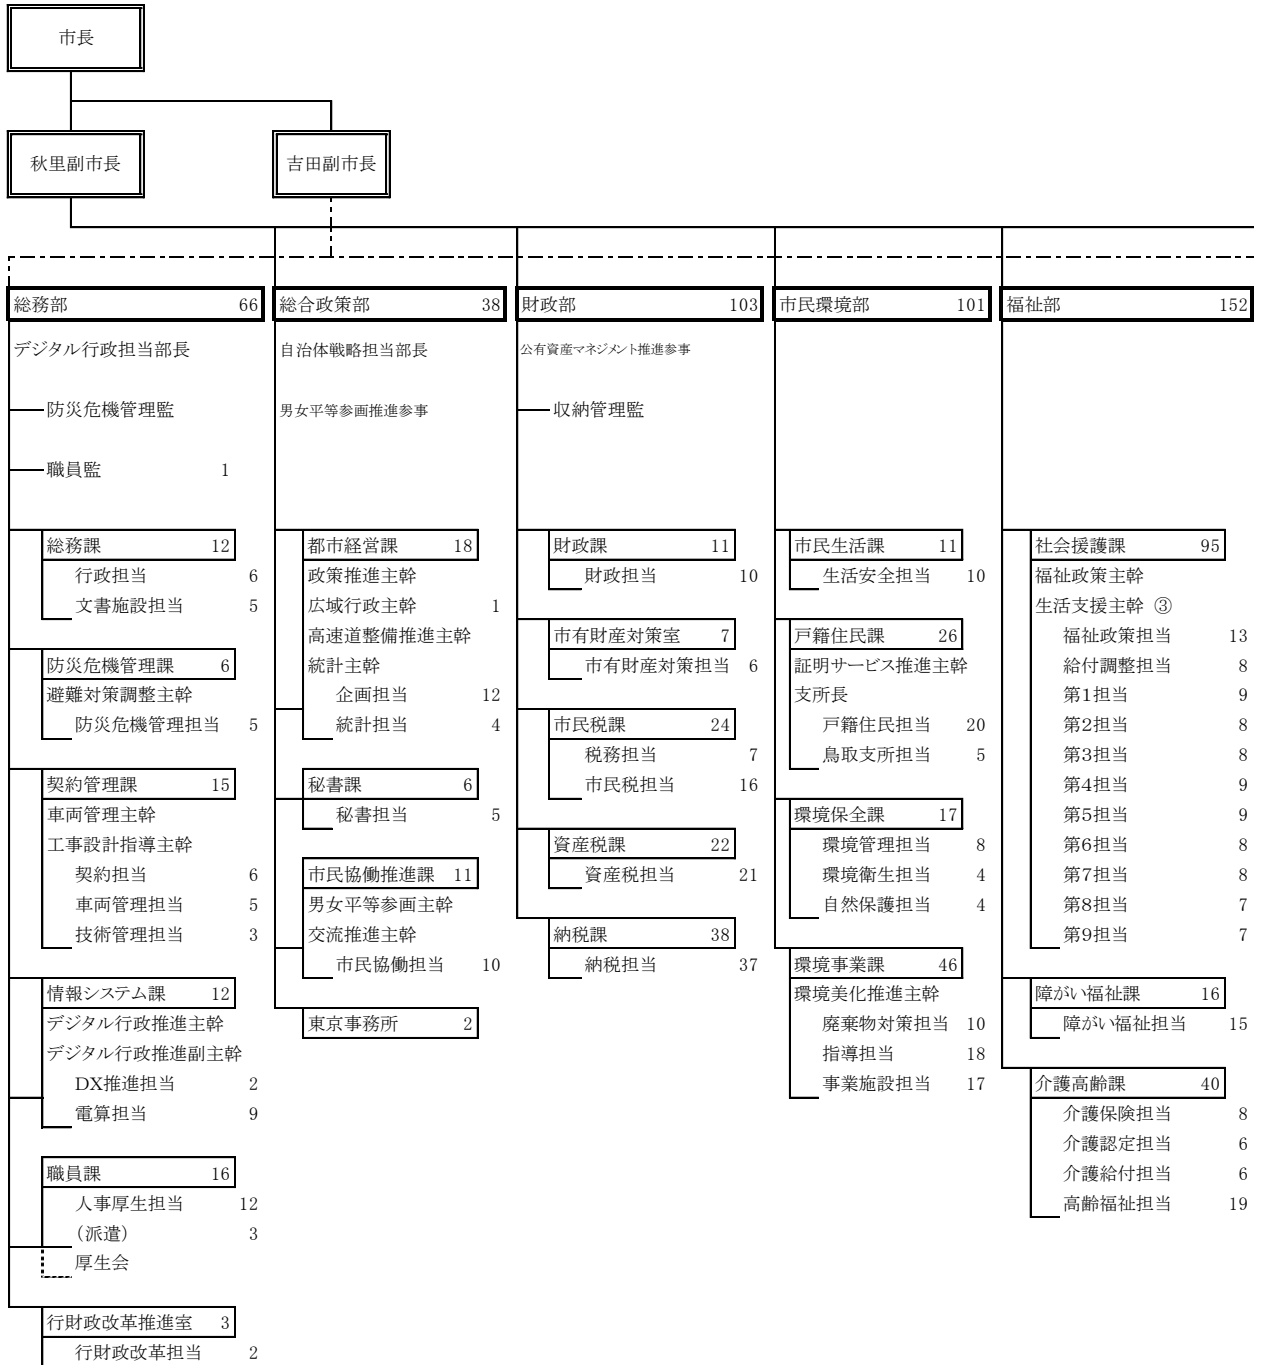 市長
秋里副市長
吉田副市長
総務部 66
デジタル行政担当部長
防災危機管理監
職員監 1
総務課 12
行政担当 6
文書施設担当 5
防災危機管理課 6
避難対策調整主幹
防災危機管理担当 5
契約管理課 15
車両管理主幹
工事設計指導主幹
契約担当 6
車両管理担当 5
技術管理担当 3
情報システム課 12
デジタル行政推進主幹
デジタル行政推進副主幹
DX推進担当 2
電算担当 9
職員課 16
人事厚生担当 12
(派遣) 3
厚生会
行財政改革推進室 3
行財政改革担当 2
総合政策部 38
自治体戦略担当部長
男女平等参画推進参事
都市経営課 18
政策推進主幹
広域行政主幹 1
高速道整備推進主幹
統計主幹
企画担当 12
統計担当 4
秘書課 6
秘書担当 5
市民協働推進課 11
男女平等参画主幹
交流推進主幹
市民協働担当 10
東京事務所 2
財政部 103
公有資産マネジメント推進参事
収納管理監
財政課 11
財政担当 10
市有財産対策室 7
市有財産対策担当 6
市民税課 24
税務担当 7
市民税担当 16
資産税課 22
資産税担当 21
納税課 38
納税担当 37
市民環境部 101
市民生活課 11
生活安全担当 10
戸籍住民課 26
証明サービス推進主幹
支所長
戸籍住民担当 20
鳥取支所担当 5
環境保全課 17
環境管理担当 8
環境衛生担当 4
自然保護担当 4
環境事業課 46
環境美化推進主幹
廃棄物対策担当 10
指導担当 18
事業施設担当 17
福祉部 152
社会援護課 95
福祉政策主幹
生活支援主幹 ③
福祉政策担当 13
給付調整担当 8
第1担当 9
第2担当 8
第3担当 8
第4担当 9
第5担当 9
第6担当 8
第7担当 8
第8担当 7
第9担当 7
障がい福祉課 16
障がい福祉担当 15
介護高齢課 40
介護保険担当 8
介護認定担当 6
介護給付担当 6
高齢福祉担当 19